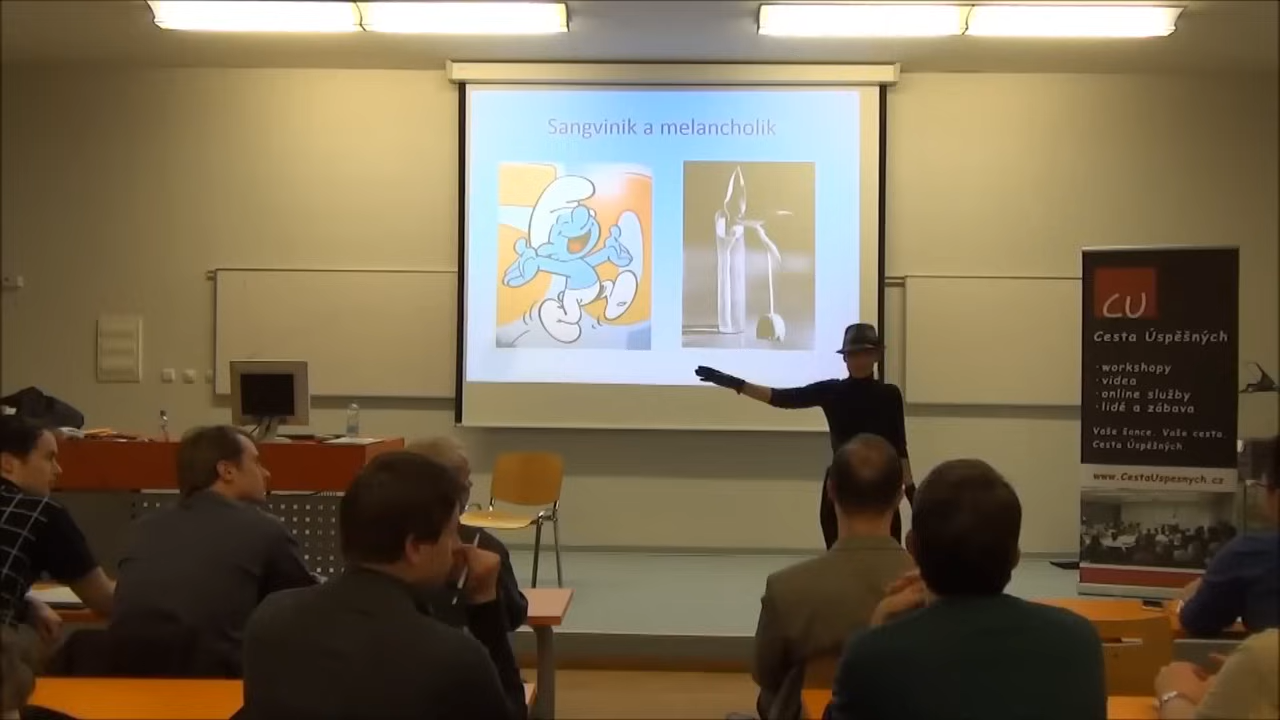 Sangvinik a melancholik
CU
Cesta Úspěšných
· workshopy
· videa
· online služby
· lidé a zábava
Vaše šance. Vaše cesta.
Cesta Úspěšných.
www.CestaUspesnych.cz